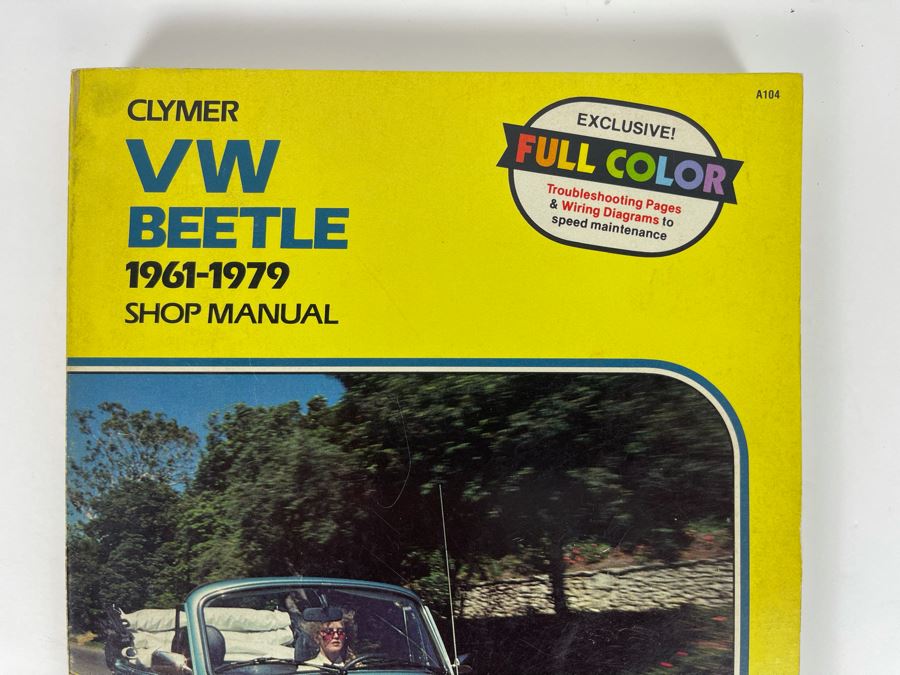 CLYMER
VW
BEETLE
1961-1979
SHOP MANUAL
A104
EXCLUSIVE!
FULL COLOR
Troubleshooting Pages
& Wiring Diagrams to
speed maintenance